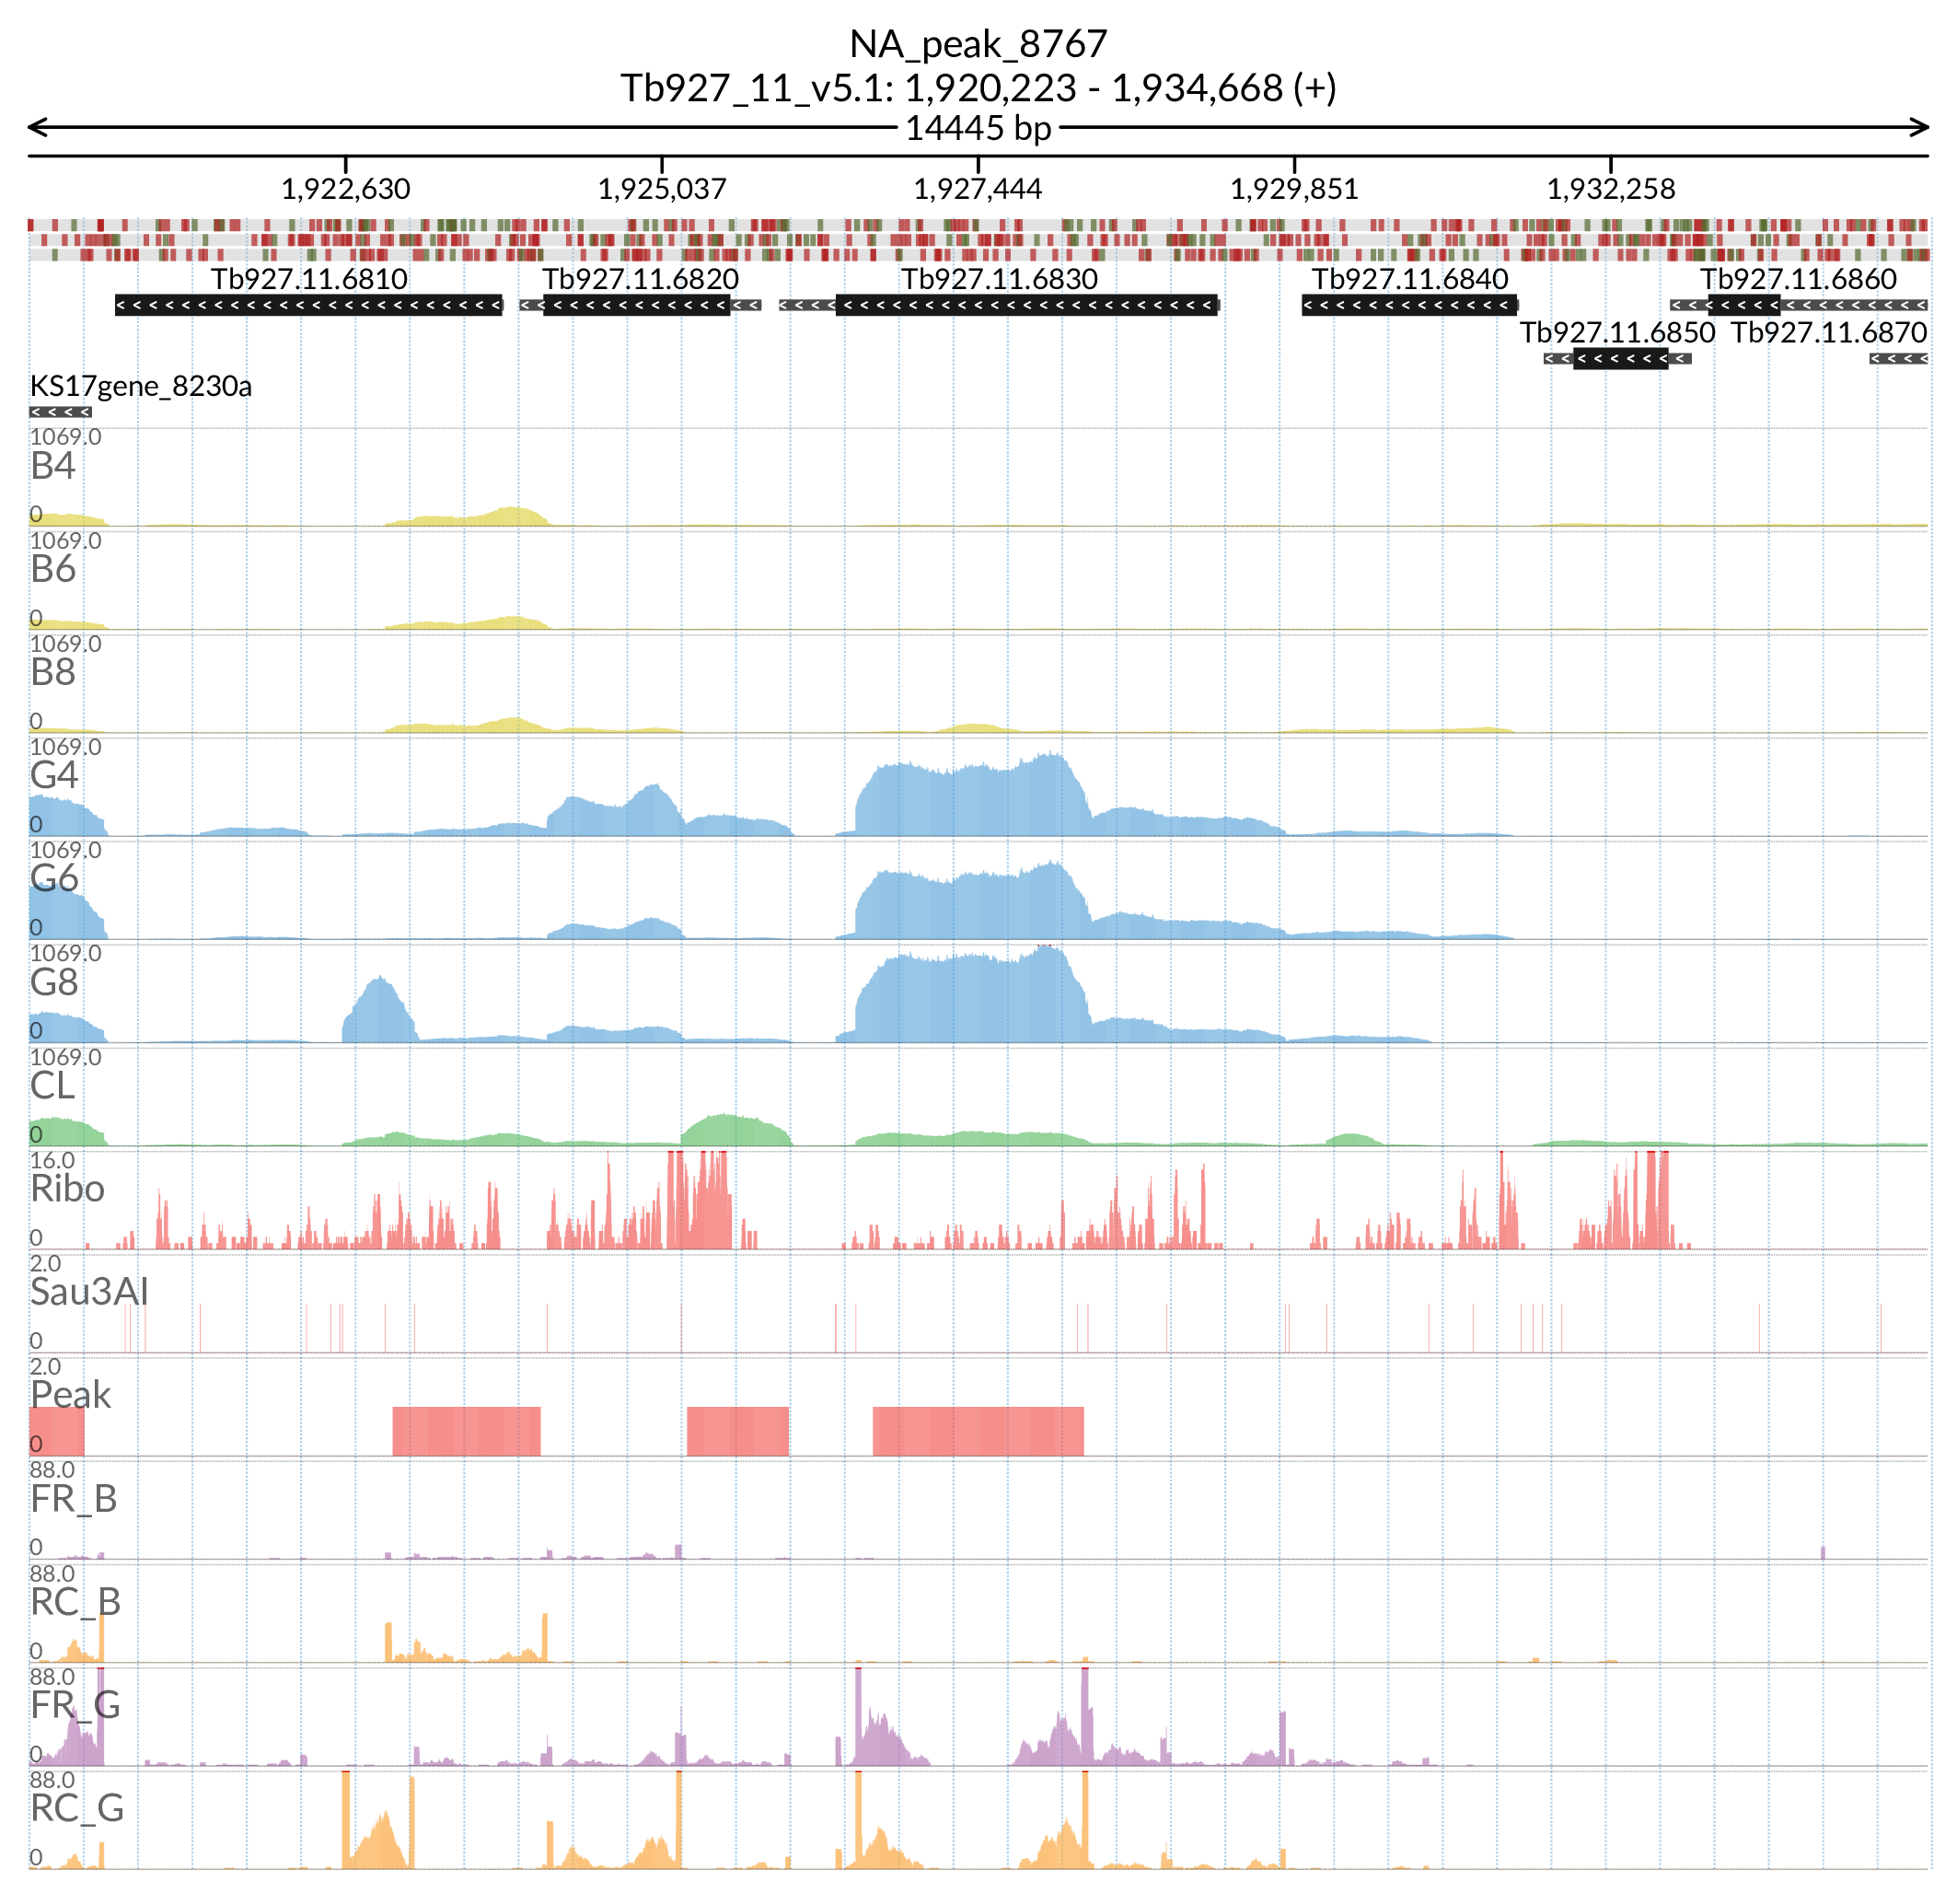 NA_peak_8767
Tb927_11_v5.1: 1,920,223 - 1,934,668 (+)
14445 bp
1,922,630 1,925,037 1,927,444 1,929,851 1,932,258
Tb927.11.6810 Tb927.11.6820 Tb927.11.6830 Tb927.11.6840 Tb927.11.6860
Tb927.11.6850 Tb927.11.6870
KS17gene_8230a
1069.0
B4
0
1069.0
B6
0
1069.0
B8
0
1069.0
G4
0
1069.0
G6
0
1069.0
G8
0
1069.0
CL
0
16.0
Ribo
0
2.0
Sau3AI
0
2.0
Peak
0
88.0
FR_B
0
88.0
RC_B
0
88.0
FR_G
0
88.0
RC_G
0